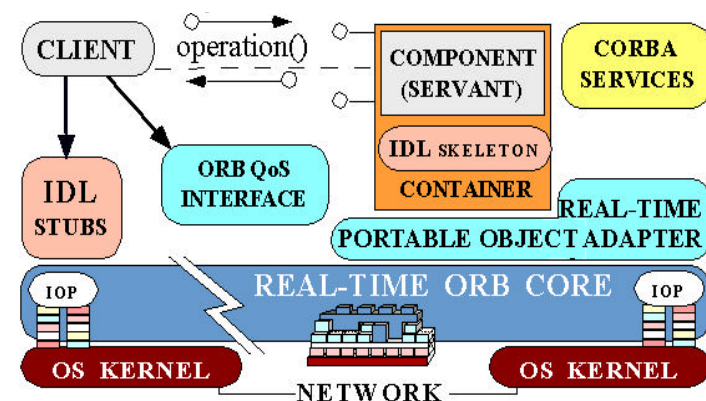 CLIENT
operation()
COMPONENT
(SERVANT)
CORBA
SERVICES
IDL SKELETON
CONTAINER
IDL
STUBS
ORB QoS
INTERFACE
REAL-TIME
PORTABLE OBJECT ADAPTER
REAL-TIME ORB CORE
IOP
IOP
OS KERNEL
OS KERNEL
NETWORK